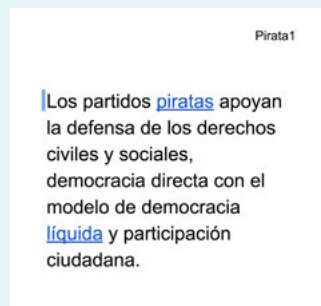 Pirata1
Los partidos piratas apoyan
la defensa de los derechos
civiles y sociales,
democracia directa con el
modelo de democracia
líquida y participación
ciudadana.